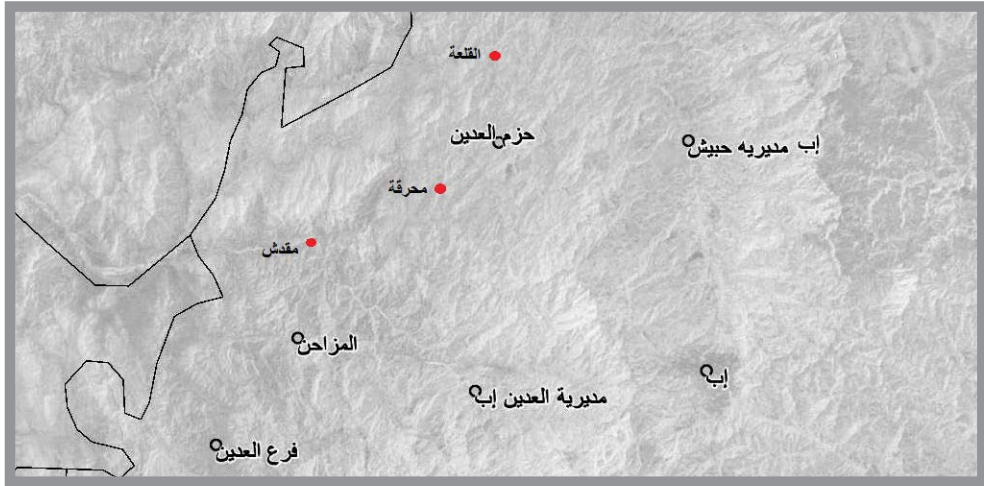 القلعة
حزم العدين
إب مديريه حبيش
محرقة
مقدش
المزاحن
إب
مديرية العدين إب
فرع العدين